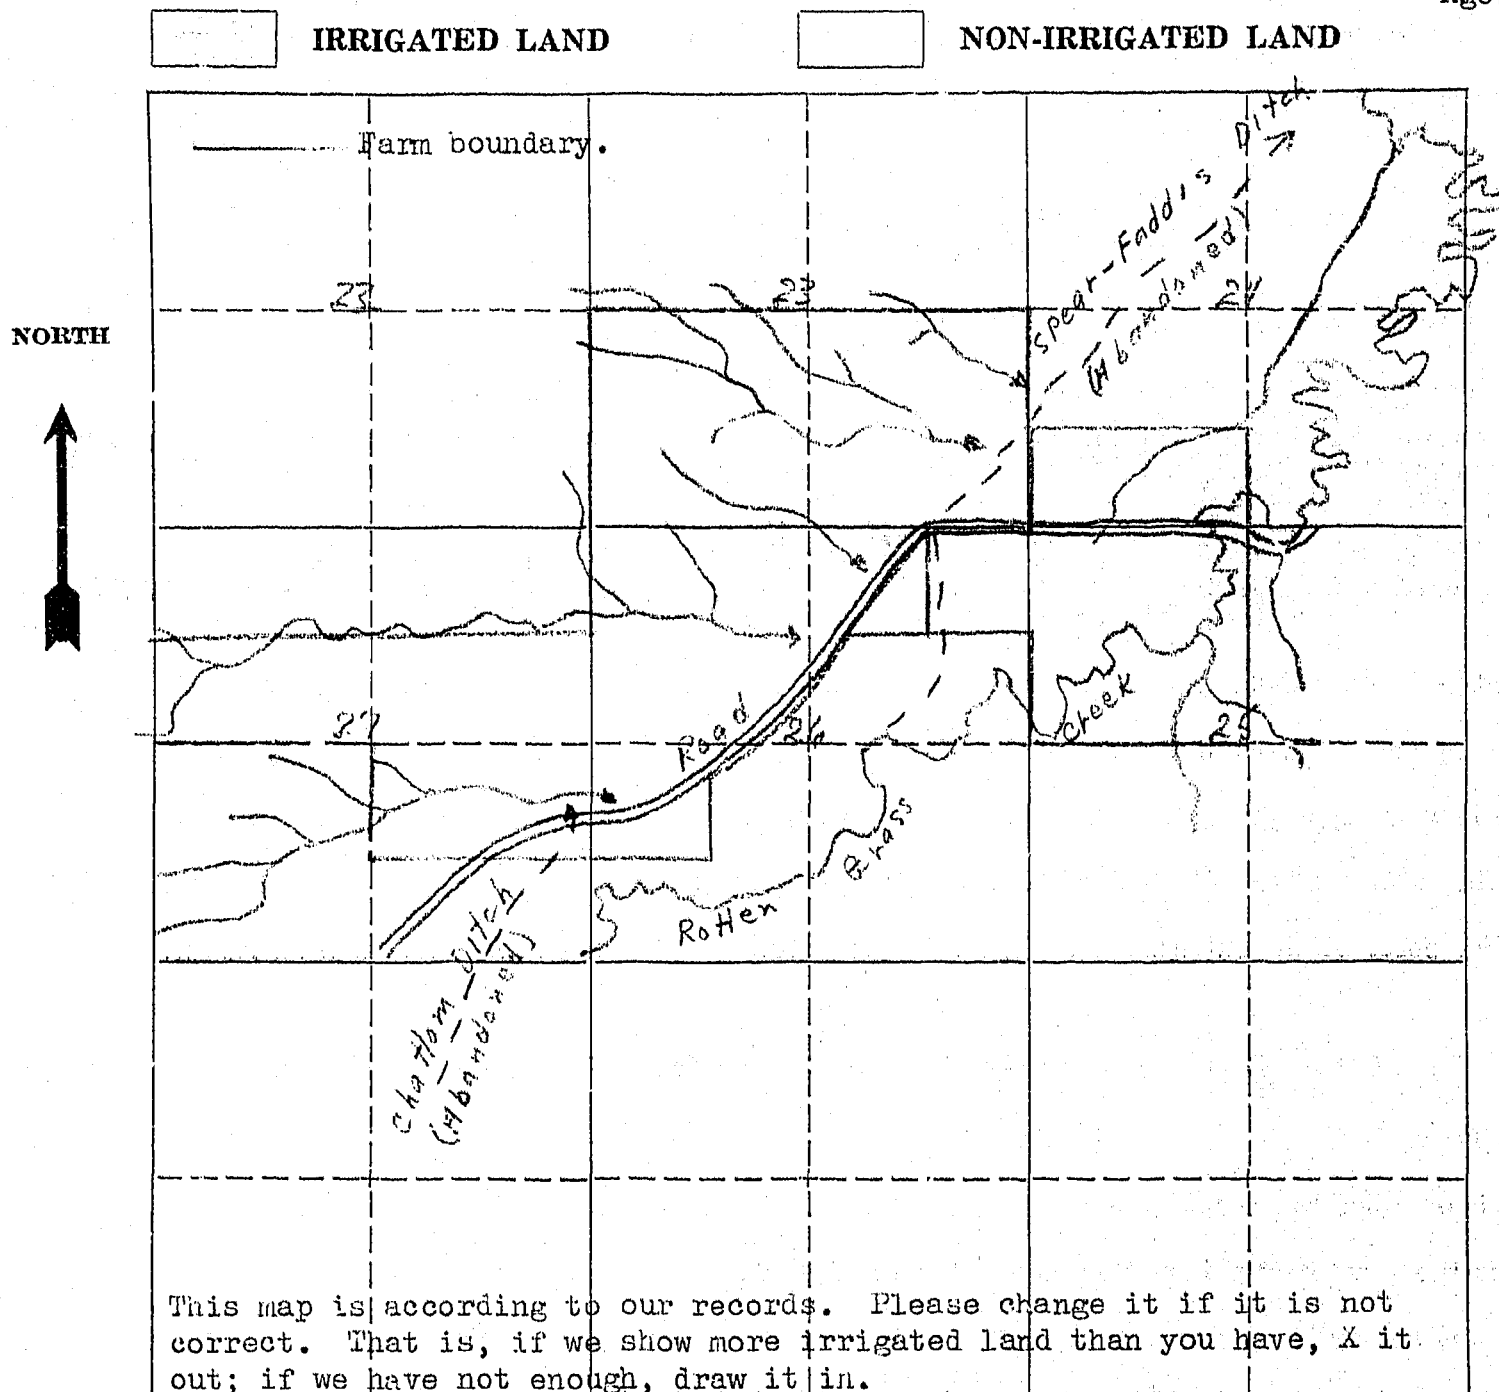 IRRIGATED LAND
NON-IRRIGATED LAND
Farm boundary.
Spear-Faddis Ditch
(Abandoned)
23
NORTH
27
Road
26
25
Creek
Grass
Rotten
Ditch
(Abandoned)
This map is according to our records. Please change it if it is not
correct. That is, if we show more irrigated land than you have, X it
out; if we have not enough, draw it in.